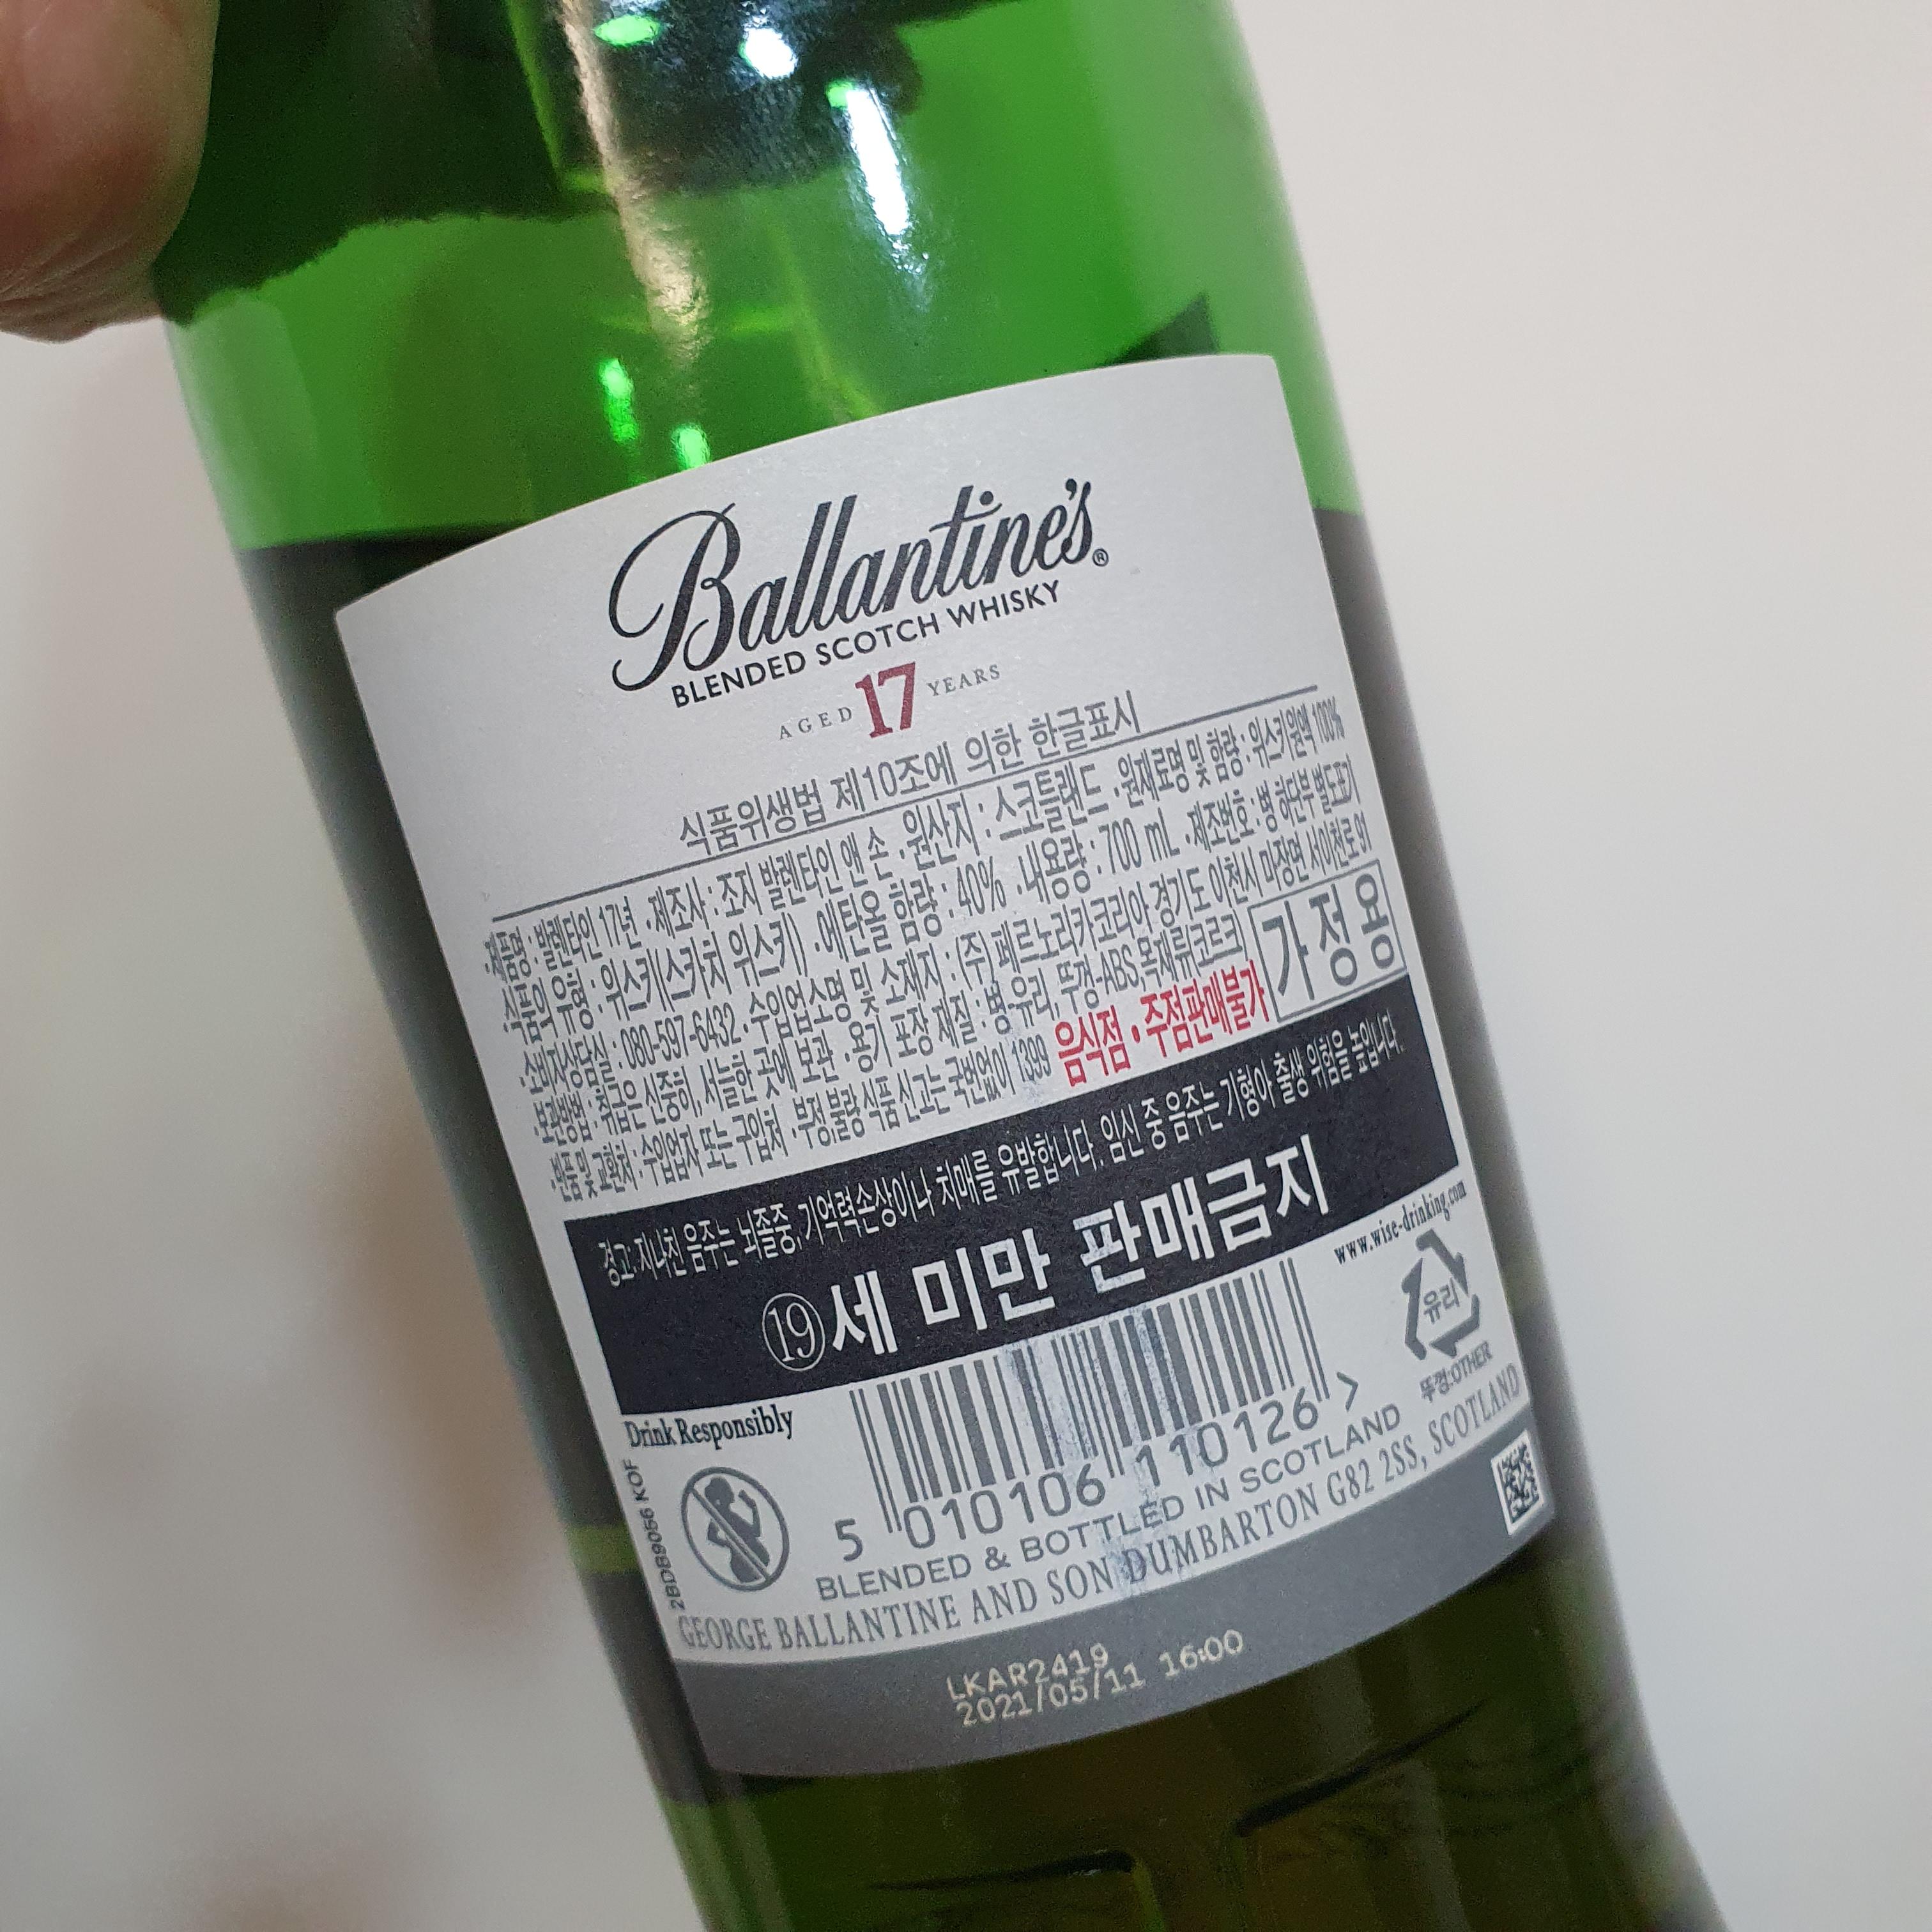 Ballantine's®
BLENDED SCOTCH WHISKY
AGED 17 YEARS
식품위생법 제10조에 의한 한글표시
·제품명 : 발렌타인 17년 ·제조사 : 조지 발렌타인 앤 손 ·원산지 : 스코틀랜드 ·원재료명 및 함량 : 위스키원액 100%
·식품의 유형 : 위스키(스카치 위스키) ·에탄올 함량 : 40% ·내용량 : 700 mL ·제조번호 : 병 하단부 별도표기
·소비자상담실 : 080-597-6432 ·수입업소명 및 소재지 : (주)페르노리카코리아 경기도 이천시 마장면 서이천로 91
·보관방법 : 취급은 신중히, 서늘한 곳에 보관 ·용기 포장 재질 : 병-유리, 뚜껑-ABS,목재류코르크
·반품 및 교환처 : 수입업자 또는 구입처 ·부정,불량 식품 신고는 국번없이 1399 음식점·주점판매불가
가정용
경고: 지나친 음주는 뇌졸중, 기억력손상이나 치매를 유발합니다. 임신 중 음주는 기형아 출생 위험을 높입니다.
⑲세 미만 판매금지
www.wise-drinking.com
유리
뚜껑:OTHER
Drink Responsibly
2BDB9056 KOF
5 010106 110126 >
BLENDED & BOTTLED IN SCOTLAND
GEORGE BALLANTINE AND SON DUMBARTON G82 2SS, SCOTLAND
LKAR2419
2021/05/11 16:00